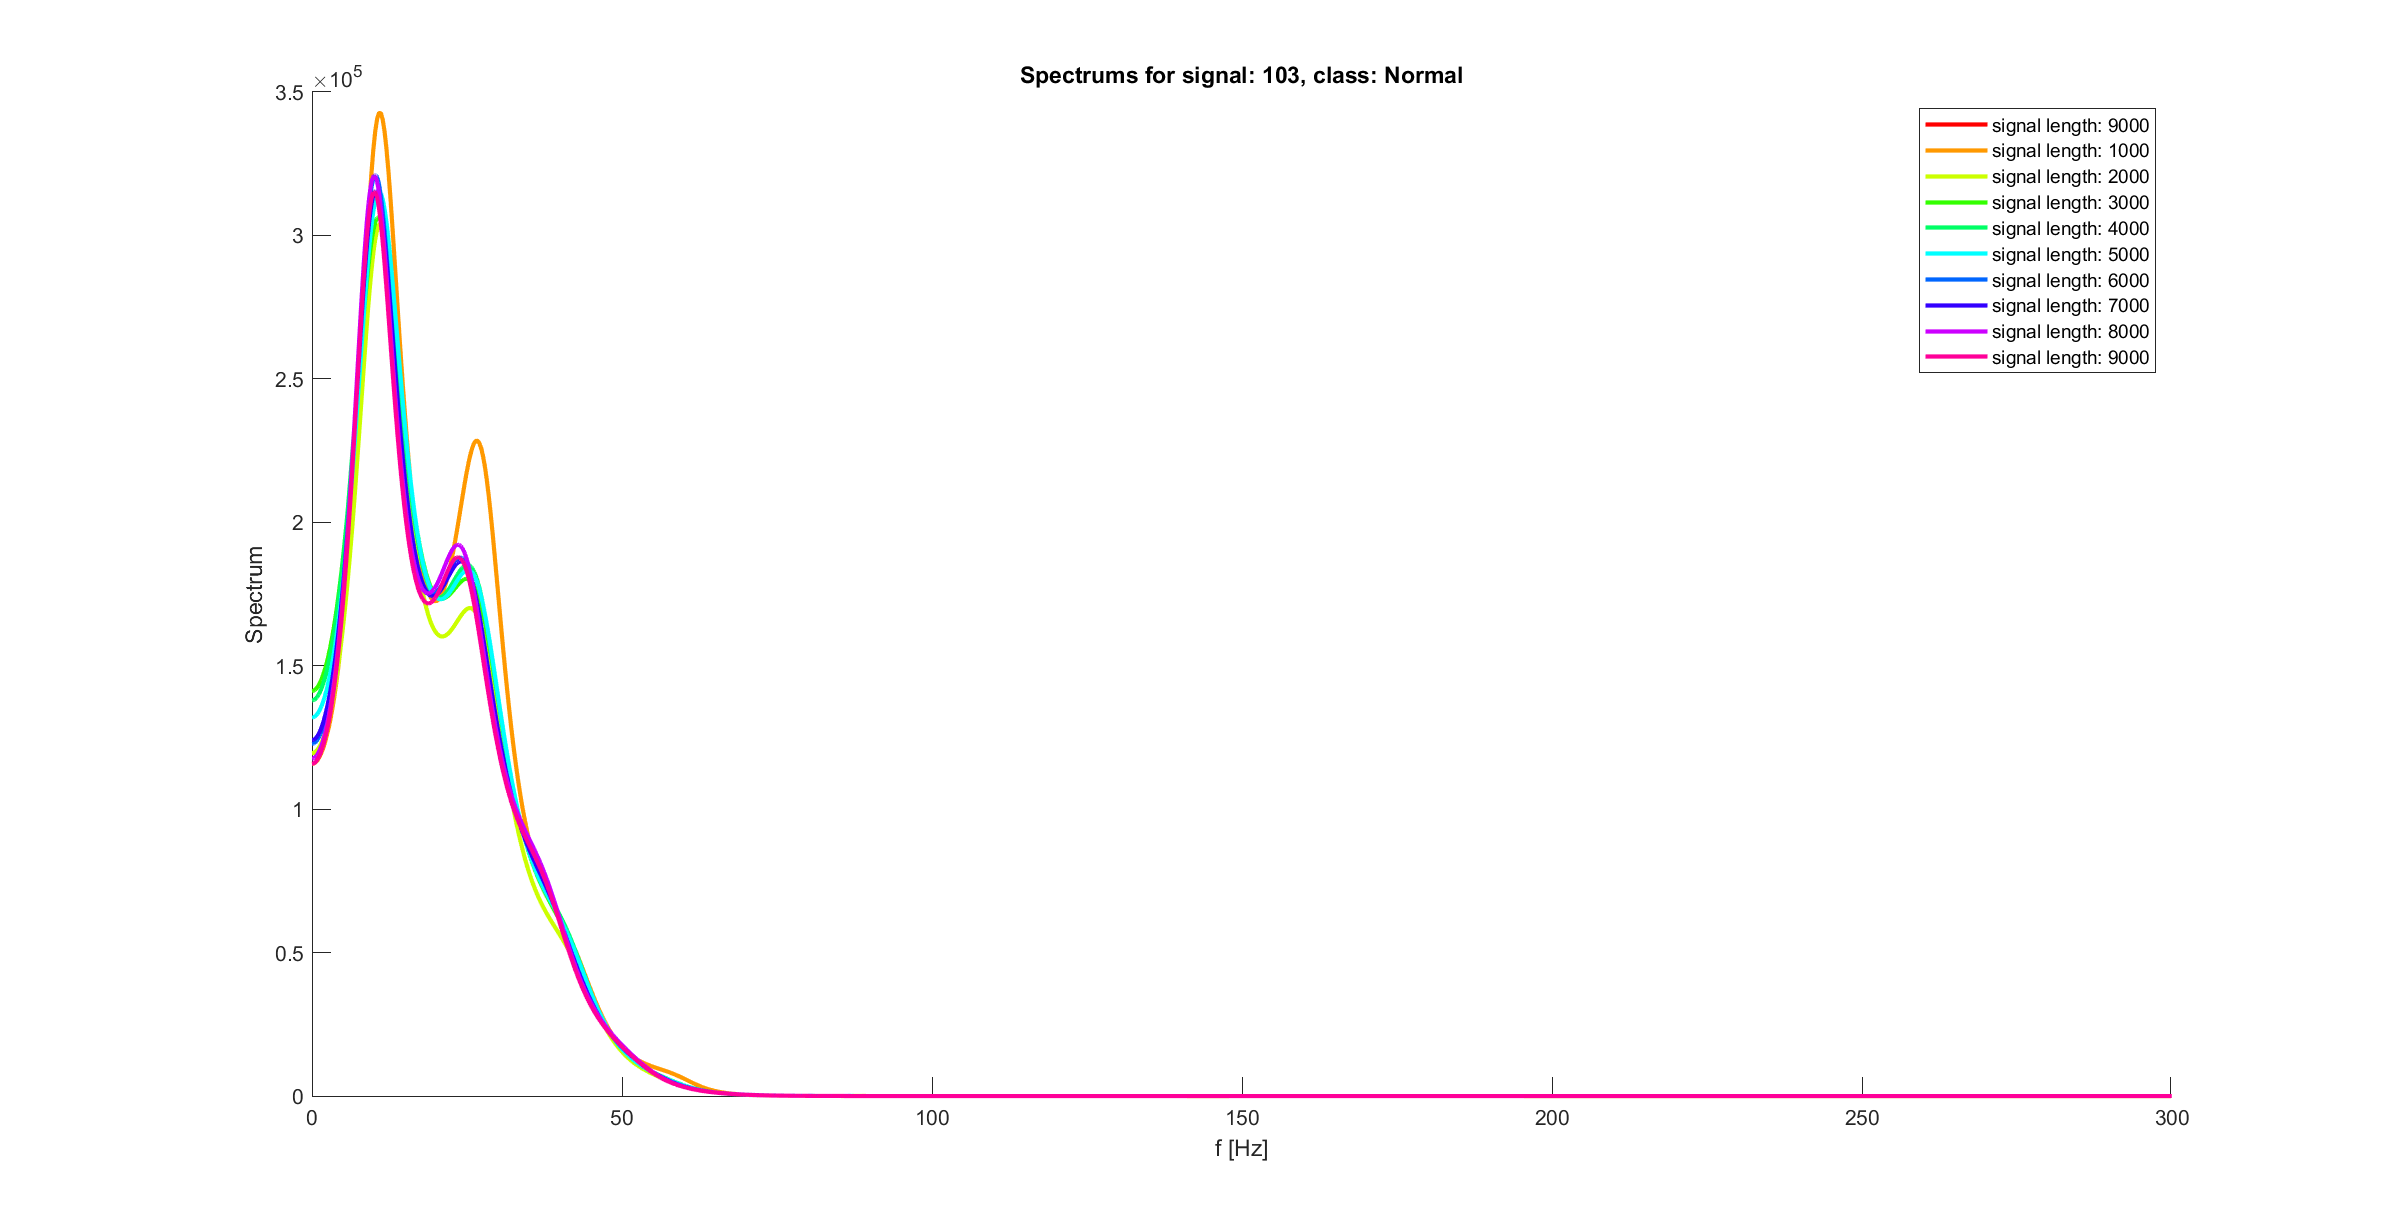 Spectrums for signal: 103, class: Normal
×10^5
3.5
3
2.5
2
1.5
1
0.5
0
Spectrum
0 50 100 150 200 250 300
f [Hz]
signal length: 9000
signal length: 1000
signal length: 2000
signal length: 3000
signal length: 4000
signal length: 5000
signal length: 6000
signal length: 7000
signal length: 8000
signal length: 9000